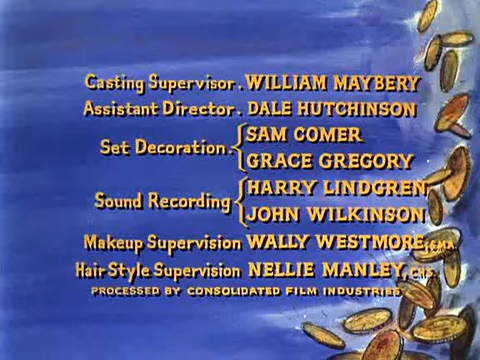 Casting Supervisor . WILLIAM MAYBERY
Assistant Director . DALE HUTCHINSON
Set Decoration . SAM COMER
GRACE GREGORY
Sound Recording HARRY LINDGREN
JOHN WILKINSON
Makeup Supervision WALLY WESTMORE, S.M.A.
Hair Style Supervision NELLIE MANLEY, C.H.S.
PROCESSED BY CONSOLIDATED FILM INDUSTRIES